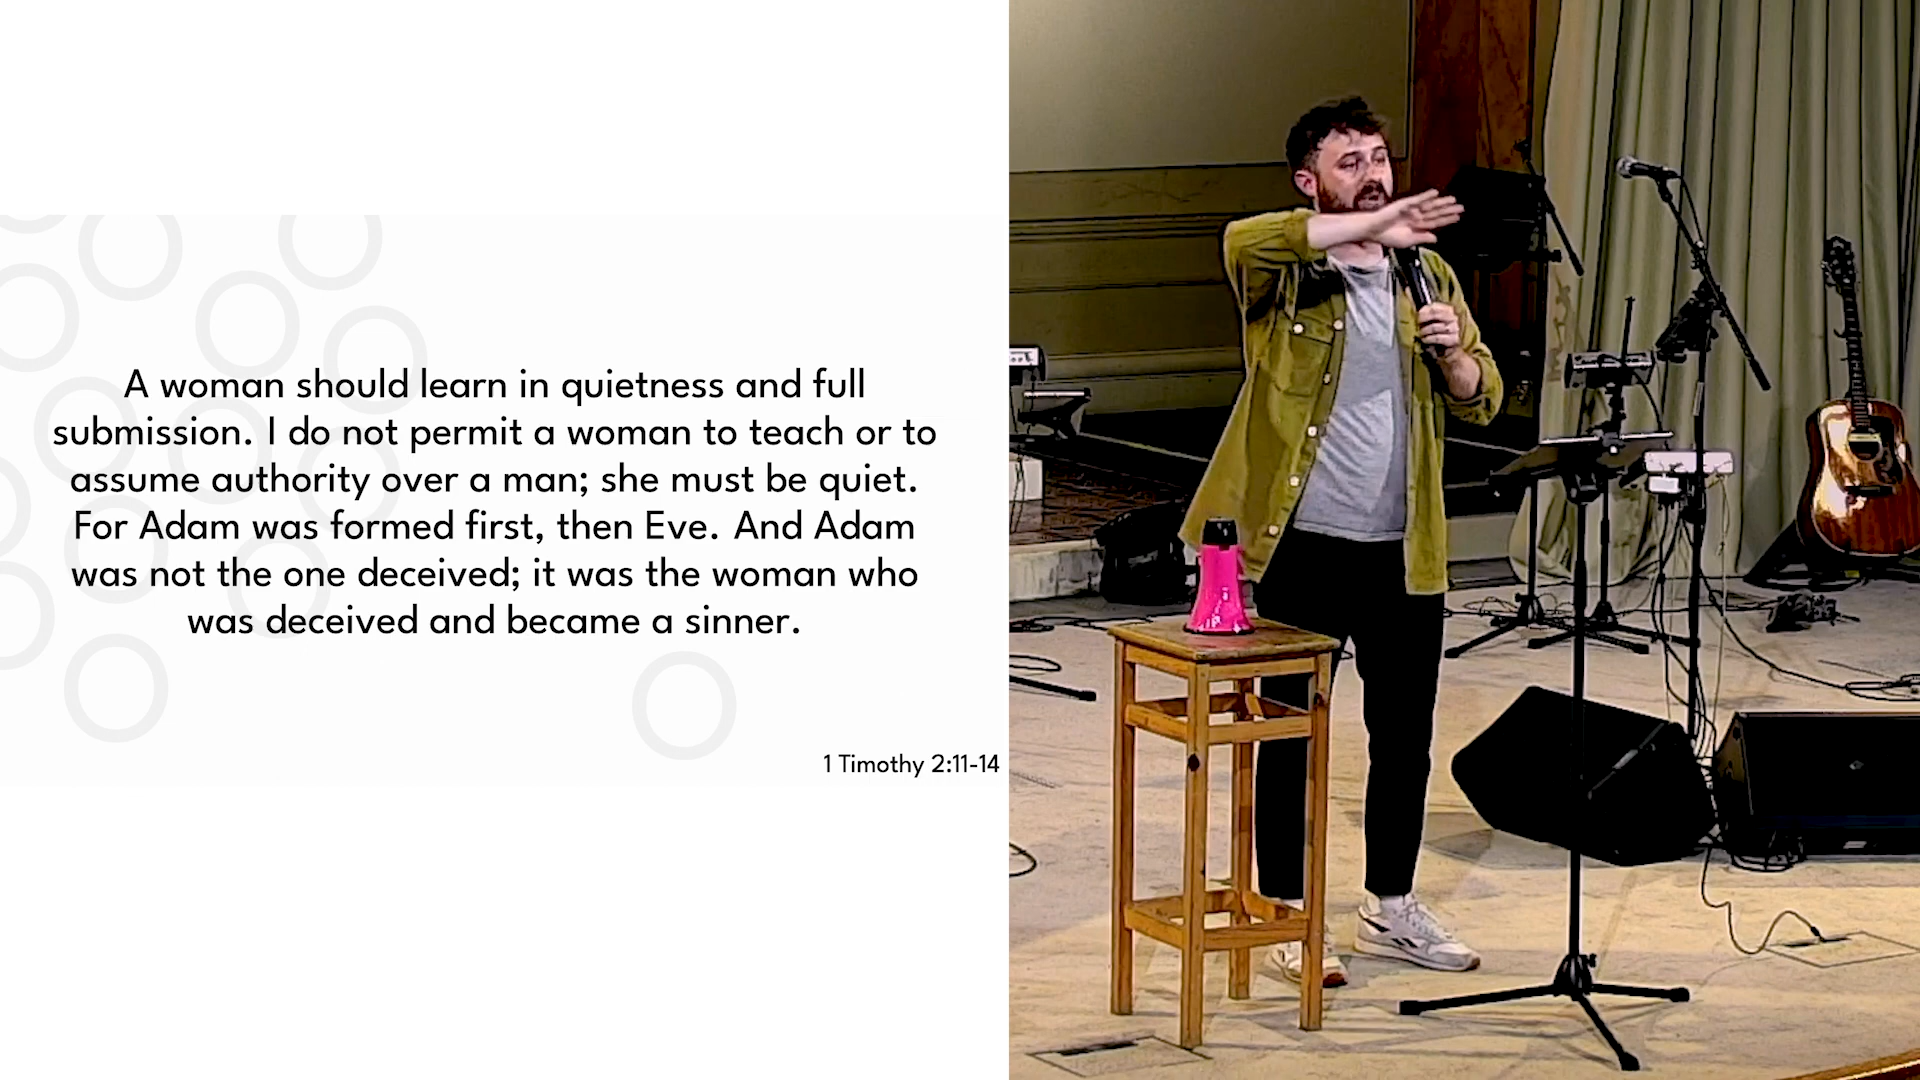 A woman should learn in quietness and full
submission. I do not permit a woman to teach or to
assume authority over a man; she must be quiet.
For Adam was formed first, then Eve. And Adam
was not the one deceived; it was the woman who
was deceived and became a sinner.
1 Timothy 2:11-14